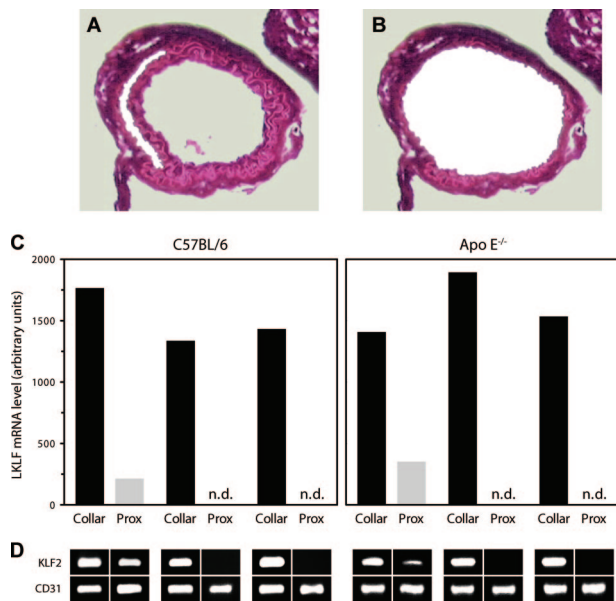 A B
C C57BL/6 Apo E-/-
LKLF mRNA level (arbitrary units)
2000
1500
1000
500
0
n.d. n.d. n.d. n.d.
Collar Prox Collar Prox Collar Prox Collar Prox Collar Prox Collar Prox
D
KLF2
CD31